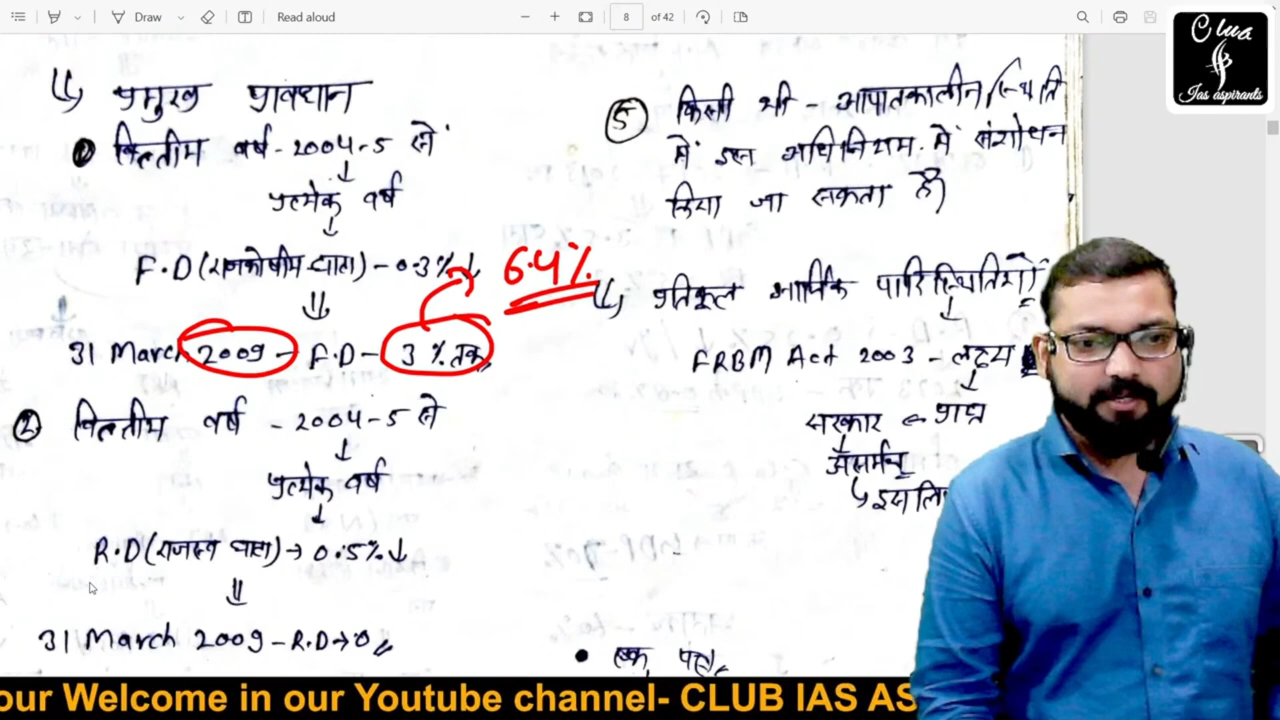 Draw
Read aloud
8 of 42
Club
Ias aspirants
प्रमुख प्रावधान
① वित्तीय वर्ष - 2004-5 से
↓
प्रत्येक वर्ष
↓
F.D (राजकोषीय घाटा) - 0.3% ↓
6.4%
⇓
31 March 2009 - F.D - 3% तक
② वित्तीय वर्ष - 2004-5 से
↓
प्रत्येक वर्ष
↓
R.D (राजस्व घाटा) → 0.5% ↓
⇓
31 March 2009 - R.D → 0
⑤ किसी भी - आपातकालीन स्थिति
में इस अधिनियम में संशोधन
किया जा सकता है
प्रतिकूल आर्थिक परिस्थितियों
↓
FRBM Act 2003 - लक्ष्य
↓
सरकार ← प्राप्त
↓
असमर्थ
↳ इस
• एक
our Welcome in our Youtube channel- CLUB IAS AS